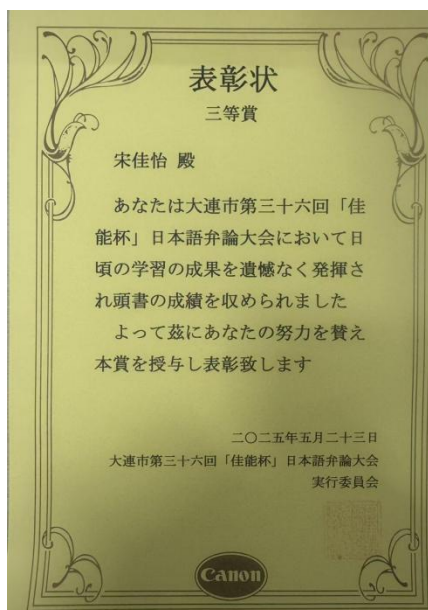 表彰状
三等賞
宋佳怡 殿
あなたは大連市第三十六回「佳
能杯」日本語弁論大会において日
頃の学習の成果を遺憾なく発揮さ
れ頭書の成績を収められました
よって茲にあなたの努力を賛え
本賞を授与し表彰致します
二〇二五年五月二十三日
大連市第三十六回「佳能杯」日本語弁論大会
実行委員会
Canon